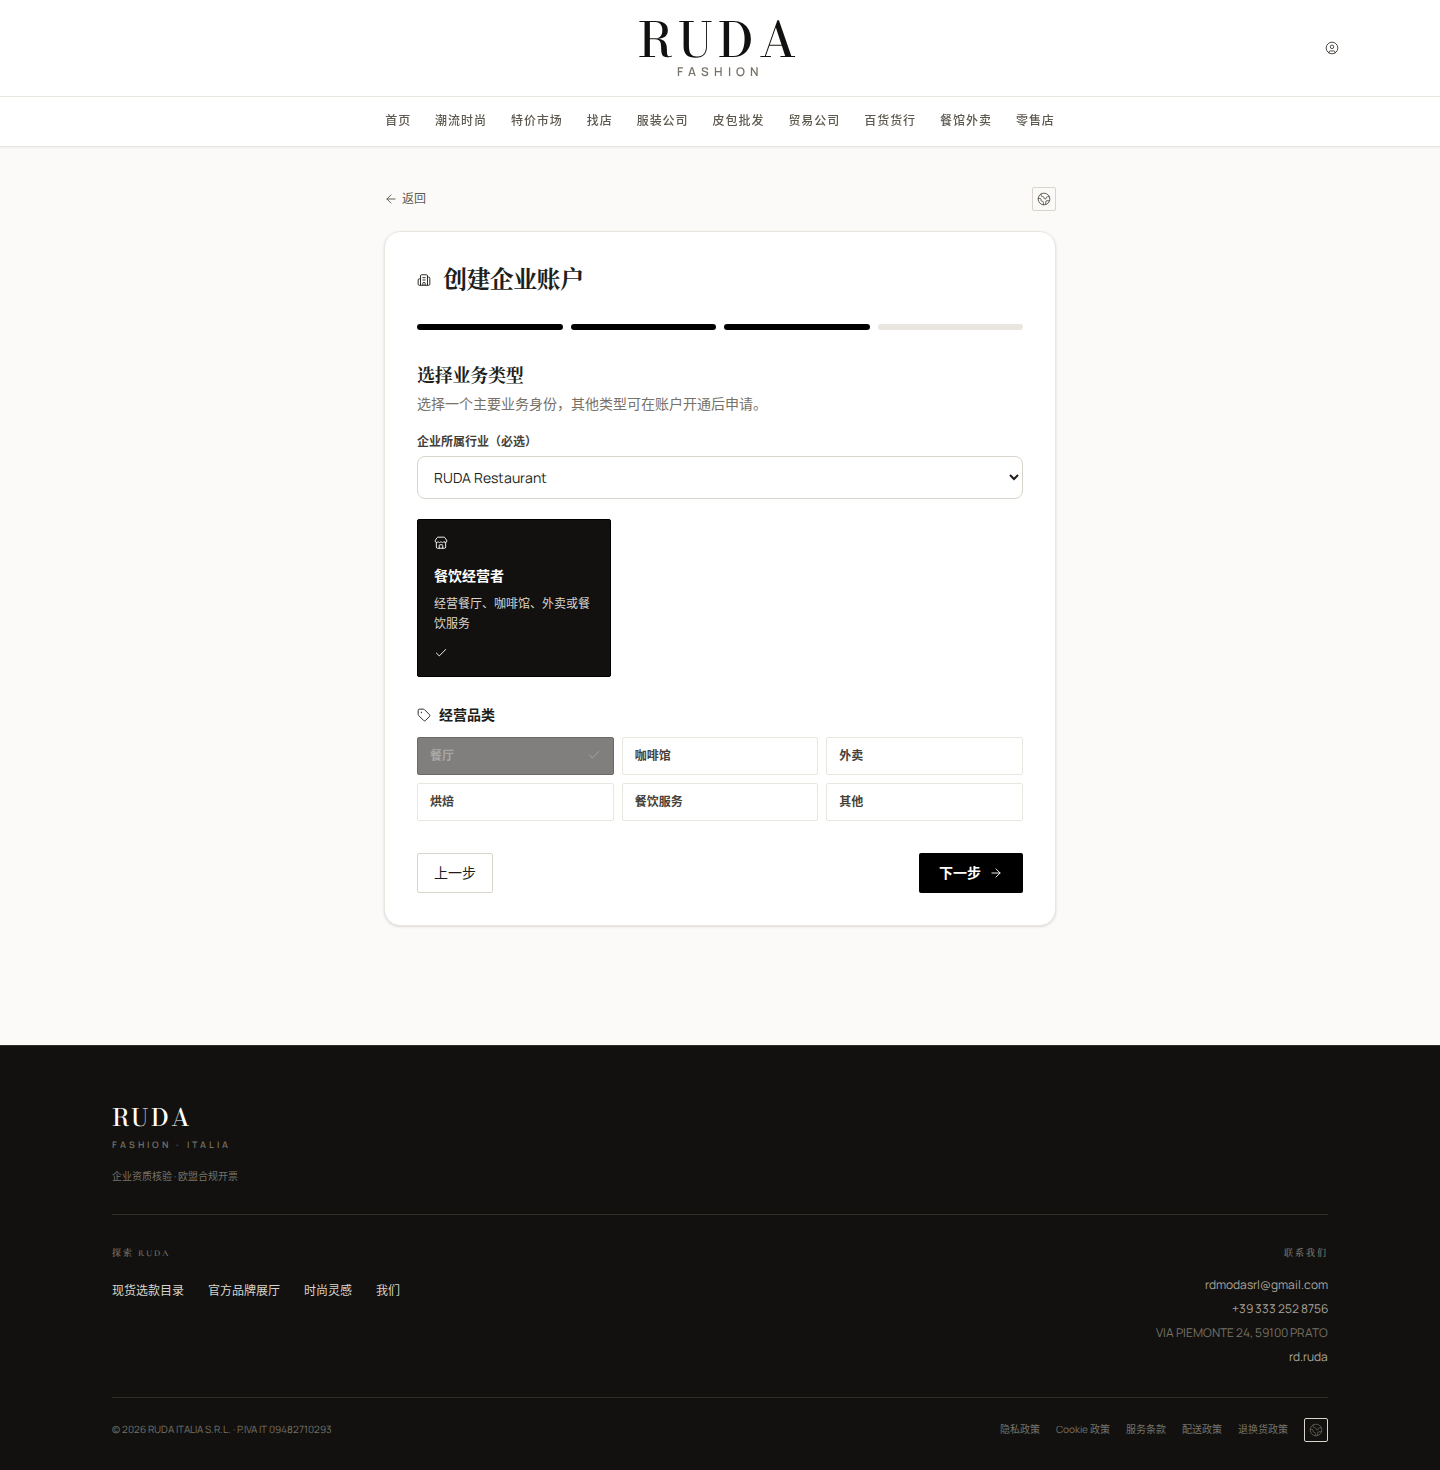 RUDA
FASHION
首页 潮流时尚 特价市场 找店 服装公司 皮包批发 贸易公司 百货货行 餐馆外卖 零售店
返回
创建企业账户
选择业务类型
选择一个主要业务身份，其他类型可在账户开通后申请。
企业所属行业（必选）
RUDA Restaurant
餐饮经营者
经营餐厅、咖啡馆、外卖或餐
饮服务
经营品类
餐厅 咖啡馆 外卖
烘焙 餐饮服务 其他
上一步 下一步
RUDA
FASHION · ITALIA
企业资质核验 · 欧盟合规开票
探索 RUDA
现货选款目录 官方品牌展厅 时尚灵感 我们
联系我们
rdmodasrl@gmail.com
+39 333 252 8756
VIA PIEMONTE 24, 59100 PRATO
rd.ruda
© 2026 RUDA ITALIA S.R.L. · P.IVA IT 09482710293
隐私政策 Cookie 政策 服务条款 配送政策 退换货政策